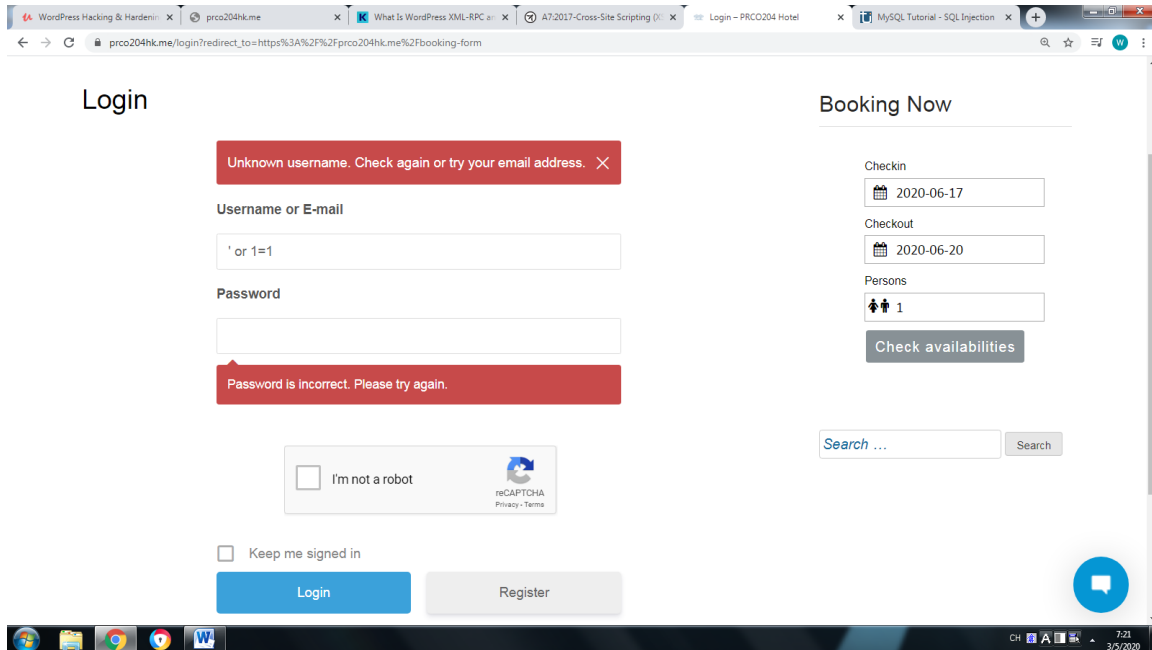 WordPress Hacking & Hardenin
prco204hk.me
What Is WordPress XML-RPC an
A7:2017-Cross-Site Scripting (XS
Login – PRCO204 Hotel
MySQL Tutorial - SQL Injection
prco204hk.me/login?redirect_to=https%3A%2F%2Fprco204hk.me%2Fbooking-form
W
Login
Unknown username. Check again or try your email address.
Username or E-mail
' or 1=1
Password
Password is incorrect. Please try again.
I'm not a robot
reCAPTCHA
Privacy - Terms
Keep me signed in
Login
Register
Booking Now
Checkin
2020-06-17
Checkout
2020-06-20
Persons
1
Check availabilities
Search …
Search
W
CH
A
7:21
3/5/2020